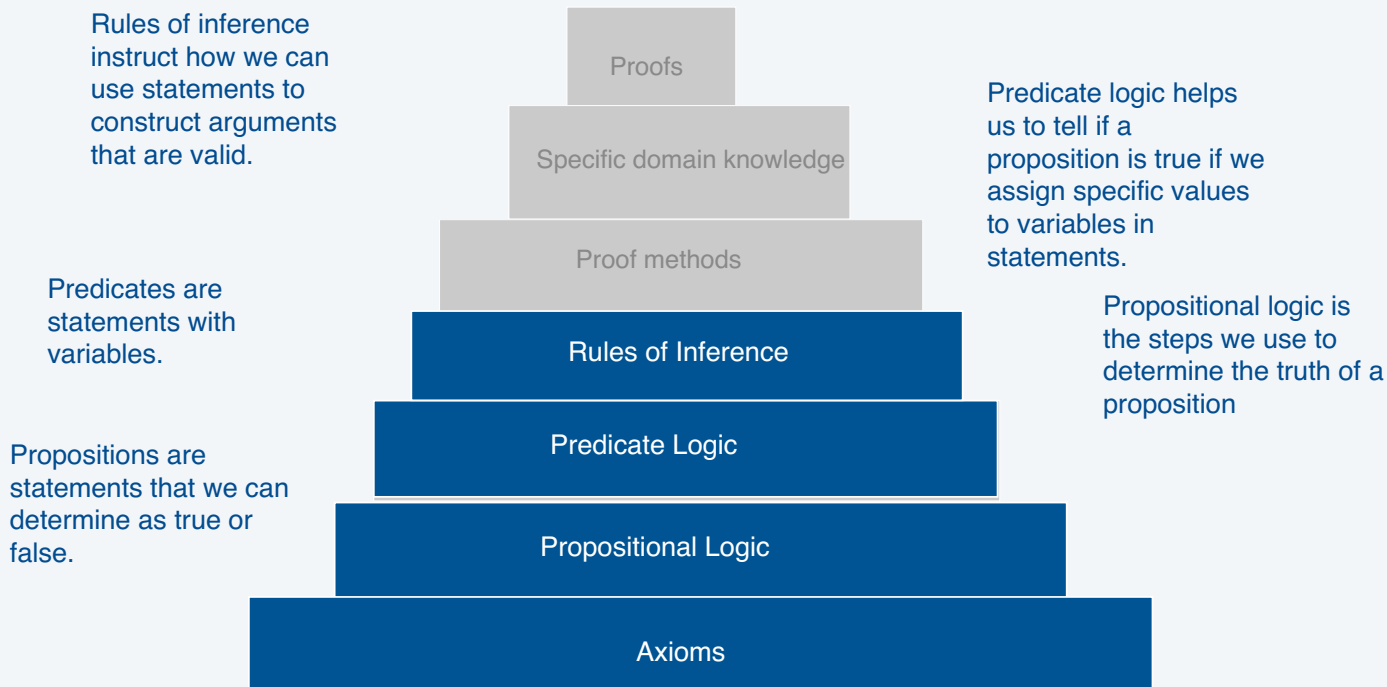 Rules of inference
instruct how we can
use statements to
construct arguments
that are valid.
Proofs
Predicate logic helps
us to tell if a
proposition is true if we
assign specific values
to variables in
statements.
Specific domain knowledge
Proof methods
Predicates are
statements with
variables.
Propositional logic is
the steps we use to
determine the truth of a
proposition
Rules of Inference
Predicate Logic
Propositions are
statements that we can
determine as true or
false.
Propositional Logic
Axioms